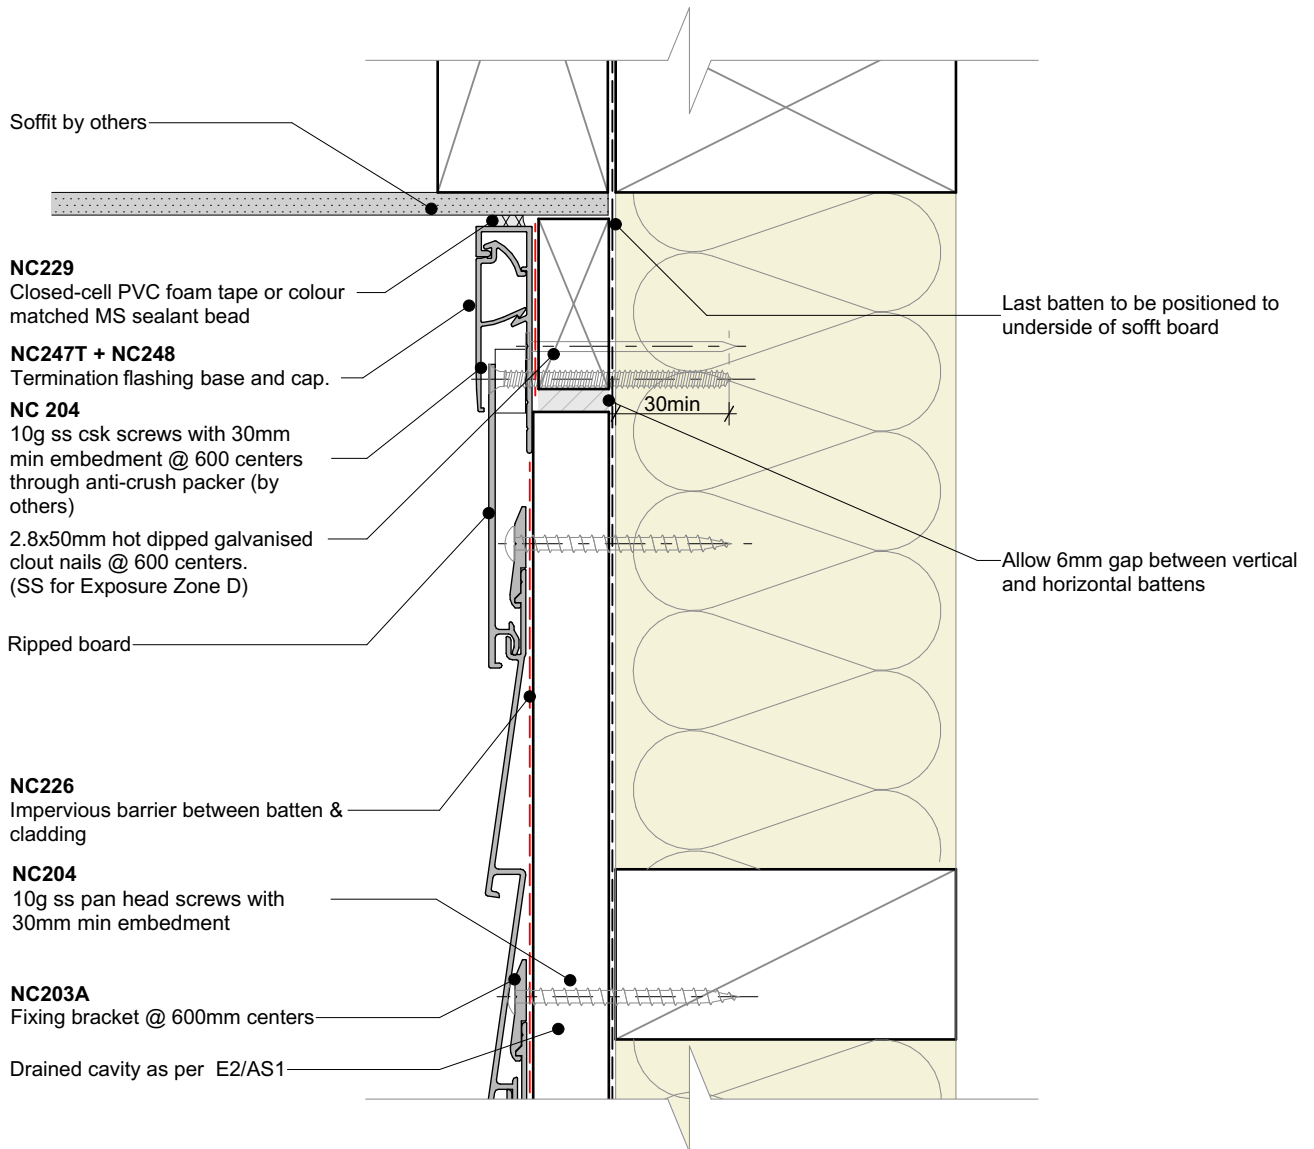 Soffit by others
NC229
Closed-cell PVC foam tape or colour
matched MS sealant bead
NC247T + NC248
Termination flashing base and cap.
NC 204
10g ss csk screws with 30mm
min embedment @ 600 centers
through anti-crush packer (by
others)
2.8x50mm hot dipped galvanised
clout nails @ 600 centers.
(SS for Exposure Zone D)
Ripped board
NC226
Impervious barrier between batten &
cladding
NC204
10g ss pan head screws with
30mm min embedment
NC203A
Fixing bracket @ 600mm centers
Drained cavity as per E2/AS1
30min
Last batten to be positioned to
underside of sofft board
Allow 6mm gap between vertical
and horizontal battens